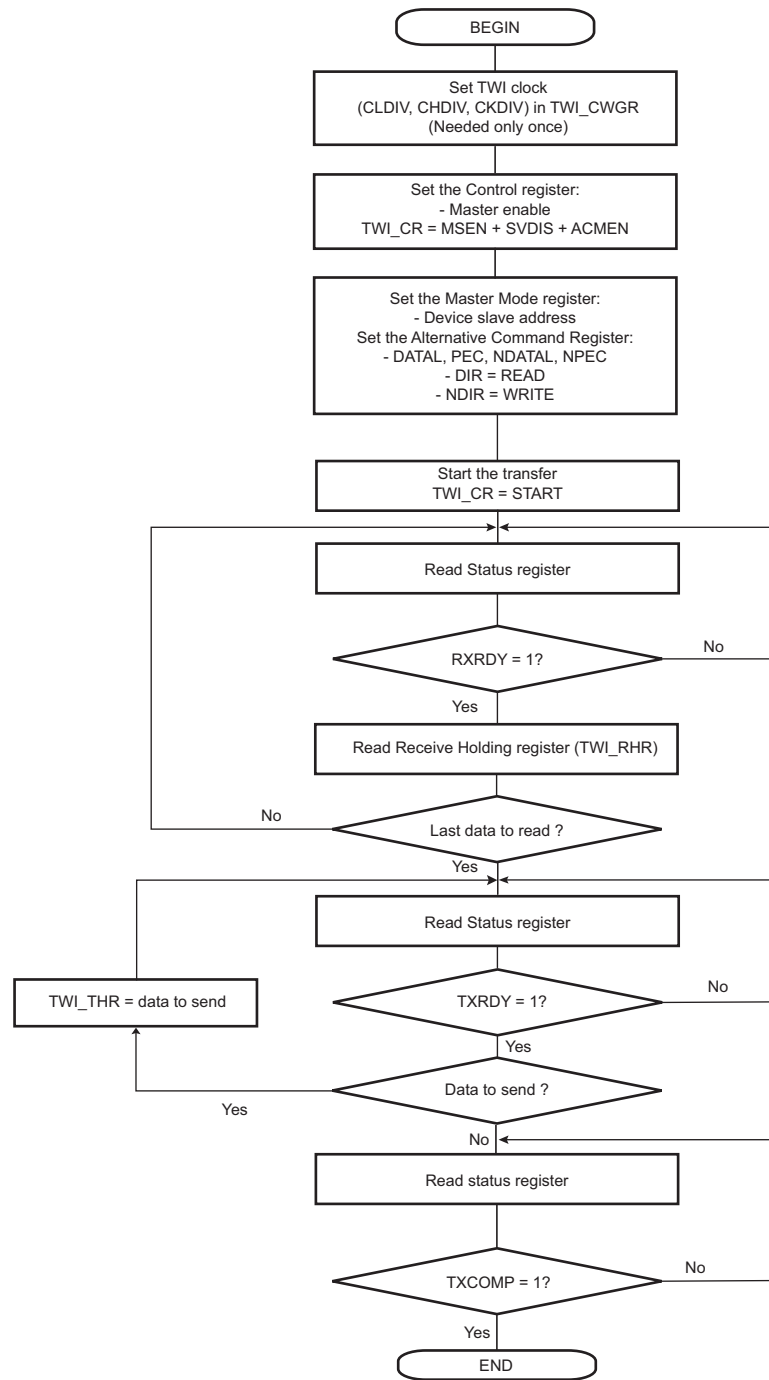 BEGIN
Set TWI clock
(CLDIV, CHDIV, CKDIV) in TWI_CWGR
(Needed only once)
Set the Control register:
- Master enable
TWI_CR = MSEN + SVDIS + ACMEN
Set the Master Mode register:
- Device slave address
Set the Alternative Command Register:
- DATAL, PEC, NDATAL, NPEC
- DIR = READ
- NDIR = WRITE
Start the transfer
TWI_CR = START
Read Status register
RXRDY = 1?
No
Yes
Read Receive Holding register (TWI_RHR)
No
Last data to read ?
Yes
Read Status register
TWI_THR = data to send
TXRDY = 1?
No
Yes
Data to send ?
Yes
No
Read status register
TXCOMP = 1?
No
Yes
END